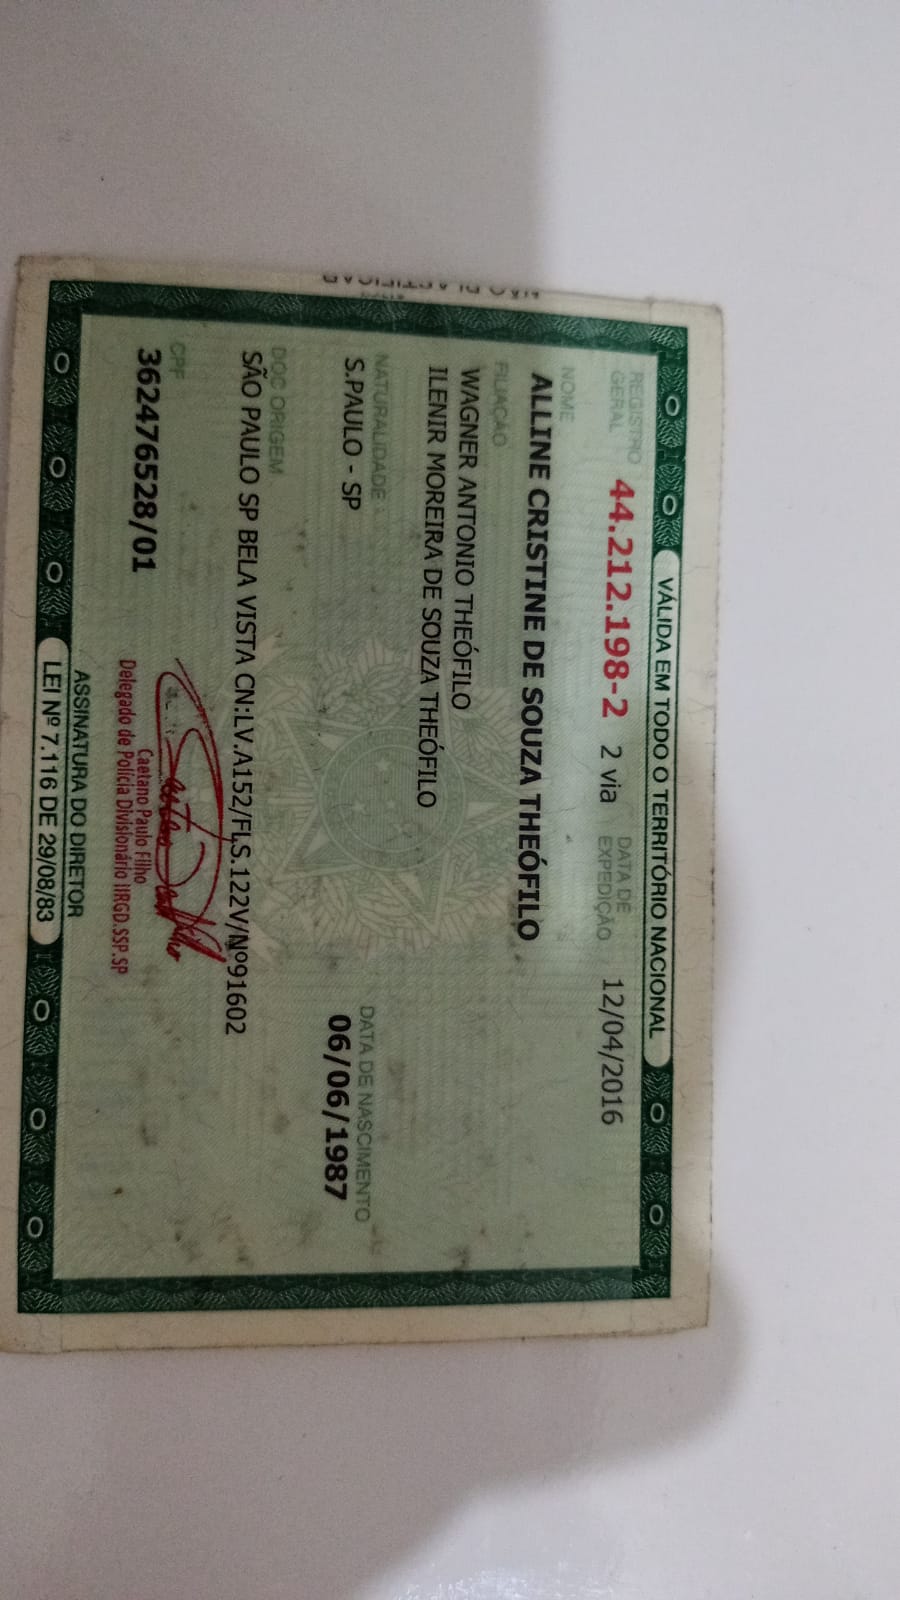 VÁLIDA EM TODO O TERRITÓRIO NACIONAL
REGISTRO GERAL 44.212.198-2 2 via DATA DE EXPEDIÇÃO 12/04/2016
NOME
ALLINE CRISTINE DE SOUZA THEÓFILO
FILIAÇÃO
WAGNER ANTONIO THEÓFILO
ILENIR MOREIRA DE SOUZA THEÓFILO
NATURALIDADE DATA DE NASCIMENTO
S.PAULO - SP 06/06/1987
DOC ORIGEM
SÃO PAULO SP BELA VISTA CN:LV.A152/FLS.122V/Nº91602
CPF
362476528/01
Caetano Paulo Filho
Delegado de Polícia Divisionário IIRGD.SSP.SP
ASSINATURA DO DIRETOR
LEI Nº 7.116 DE 29/08/83